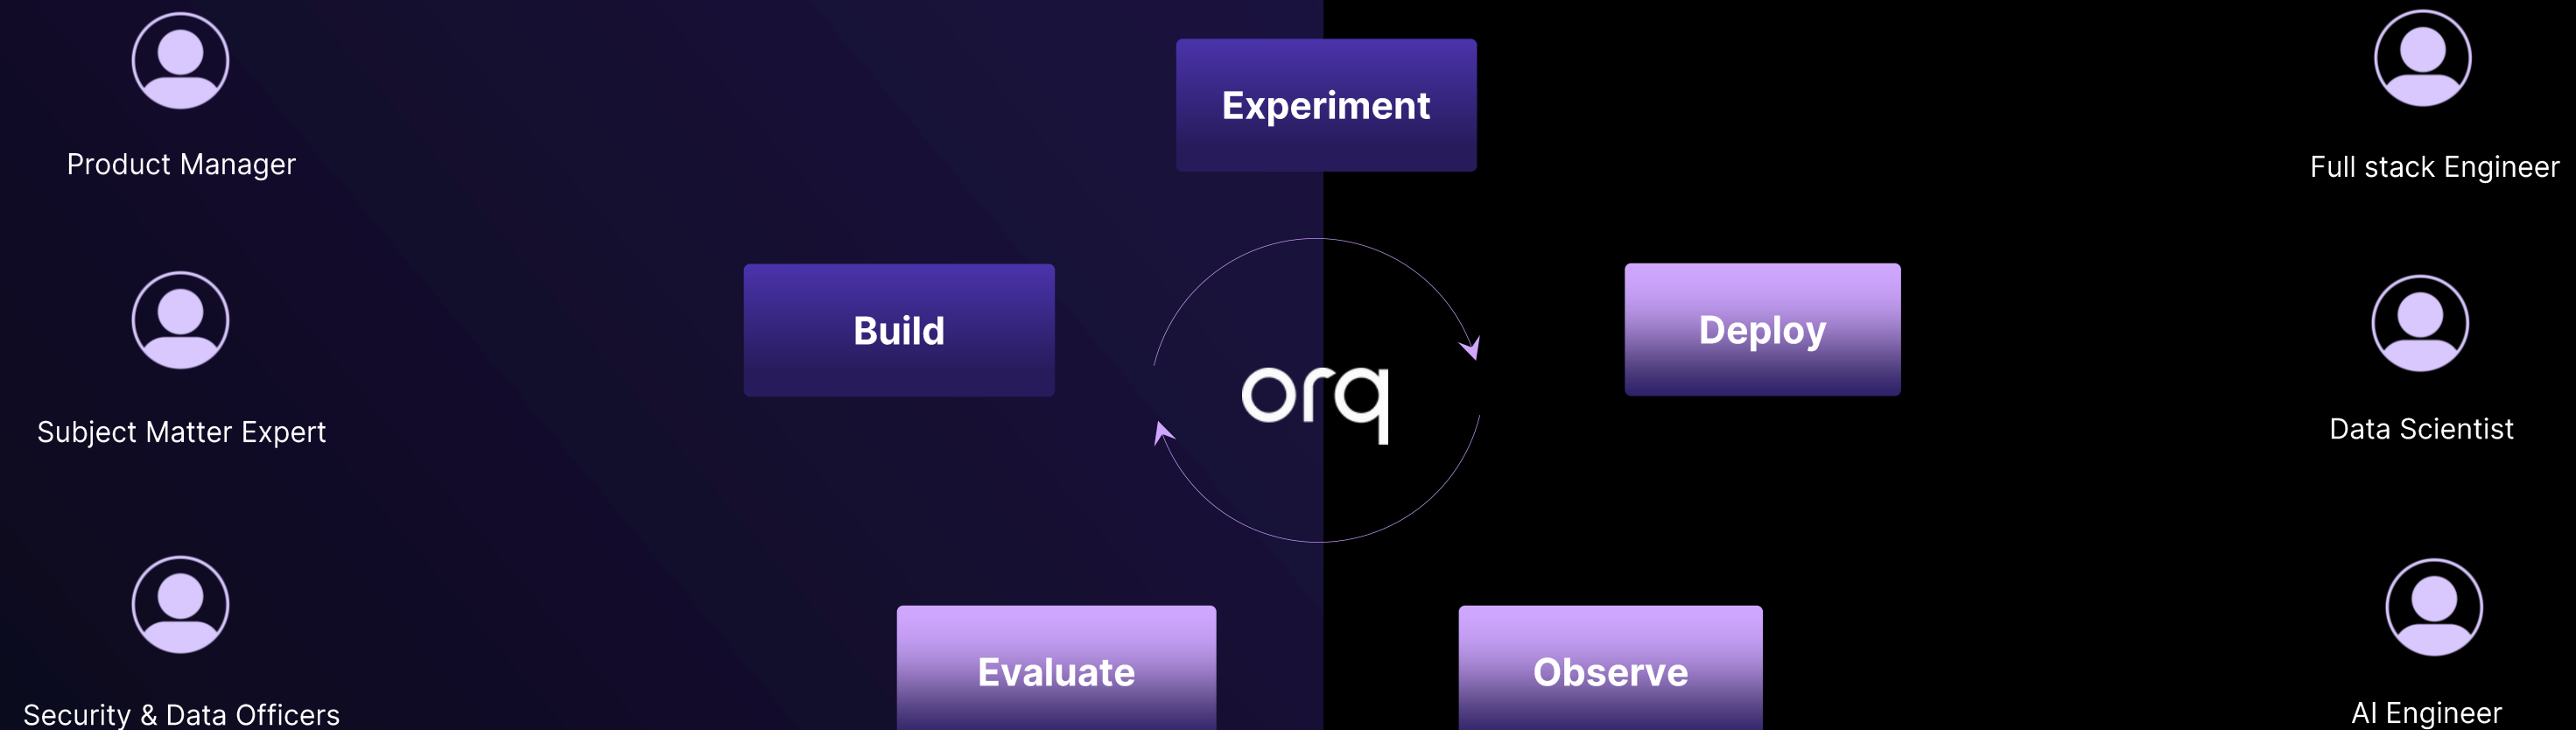 Experiment
Product Manager
Full stack Engineer
Build
Deploy
orq
Subject Matter Expert
Data Scientist
Evaluate
Observe
Security & Data Officers
AI Engineer